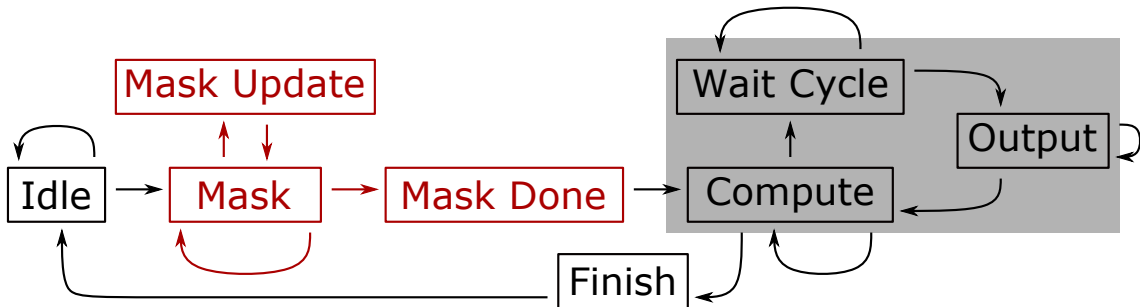 Mask Update
Wait Cycle
Output
Idle
Mask
Mask Done
Compute
Finish